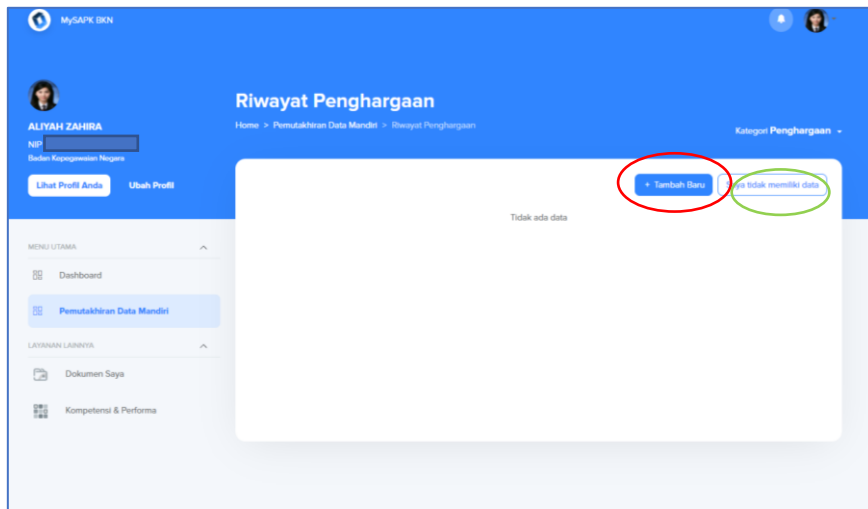 MySAPK BKN
ALIYAH ZAHIRA
NIP
Badan Kepegawaian Negara
Lihat Profil Anda
Ubah Profil
Riwayat Penghargaan
Home > Pemutakhiran Data Mandiri > Riwayat Penghargaan
Kategori Penghargaan
+ Tambah Baru
Saya tidak memiliki data
Tidak ada data
MENU UTAMA
Dashboard
Pemutakhiran Data Mandiri
LAYANAN LAINNYA
Dokumen Saya
Kompetensi & Performa